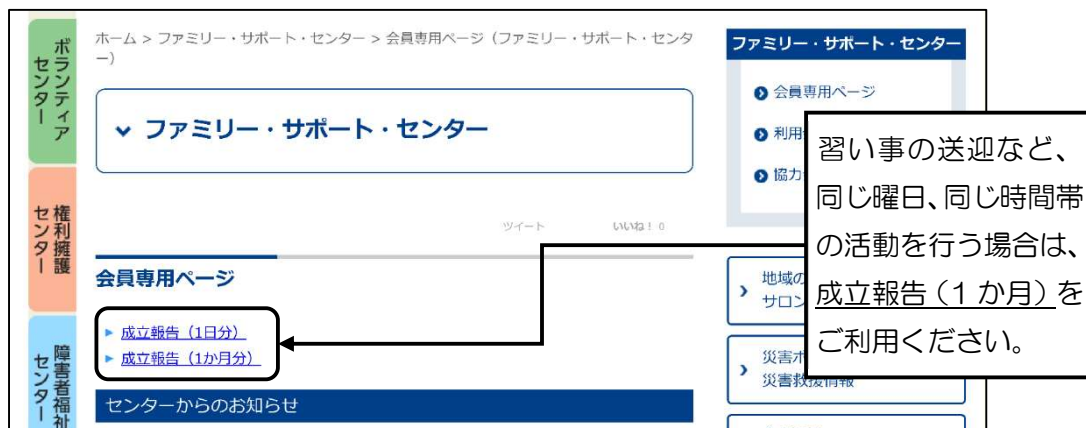 ボランティア
センター
権利擁護
センター
障害者福祉
センター
ホーム > ファミリー・サポート・センター > 会員専用ページ（ファミリー・サポート・センタ
ー）
ファミリー・サポート・センター
ツイート いいね！ 0
会員専用ページ
成立報告（1日分）
成立報告（1か月分）
センターからのお知らせ
ファミリー・サポート・センター
会員専用ページ
利用
協力
地域の
サロン
災害ボ
災害救援情報
習い事の送迎など、
同じ曜日、同じ時間帯
の活動を行う場合は、
成立報告（1 か月）を
ご利用ください。